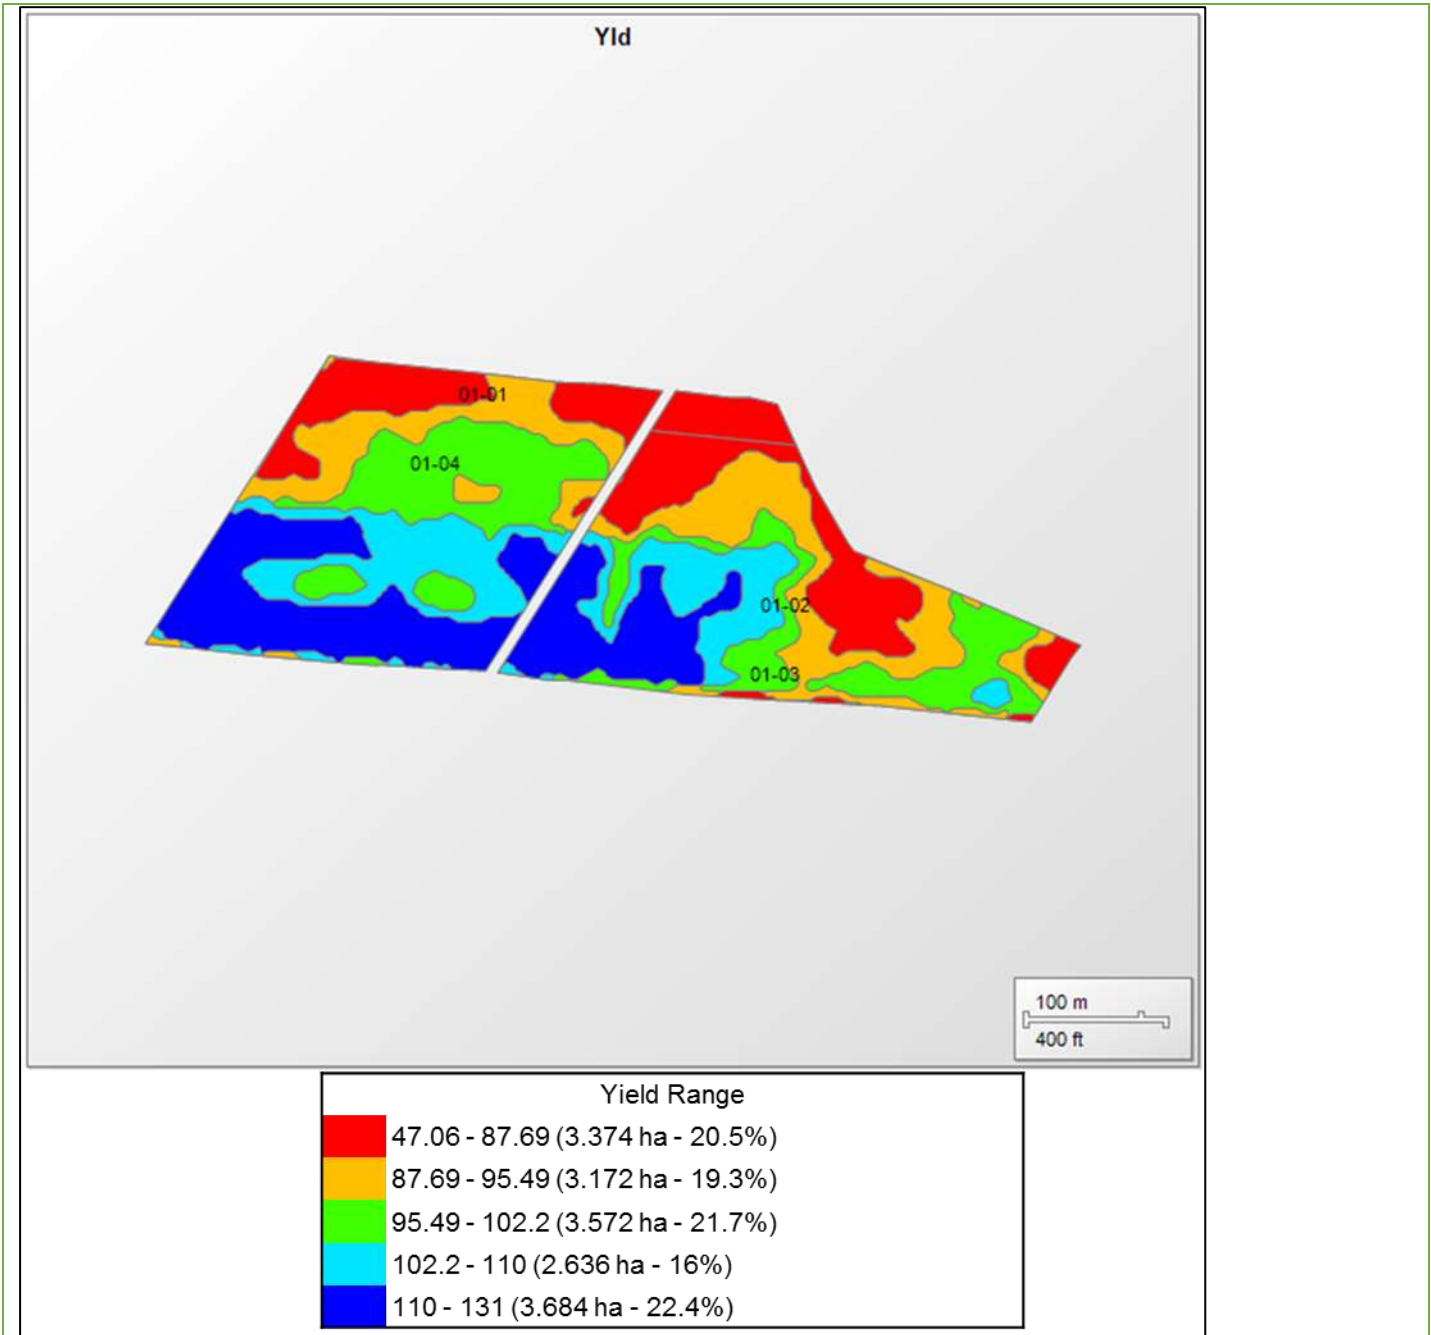 Yld
01-01
01-04
01-02
01-03
100 m
400 ft
Yield Range
47.06 - 87.69 (3.374 ha - 20.5%)
87.69 - 95.49 (3.172 ha - 19.3%)
95.49 - 102.2 (3.572 ha - 21.7%)
102.2 - 110 (2.636 ha - 16%)
110 - 131 (3.684 ha - 22.4%)